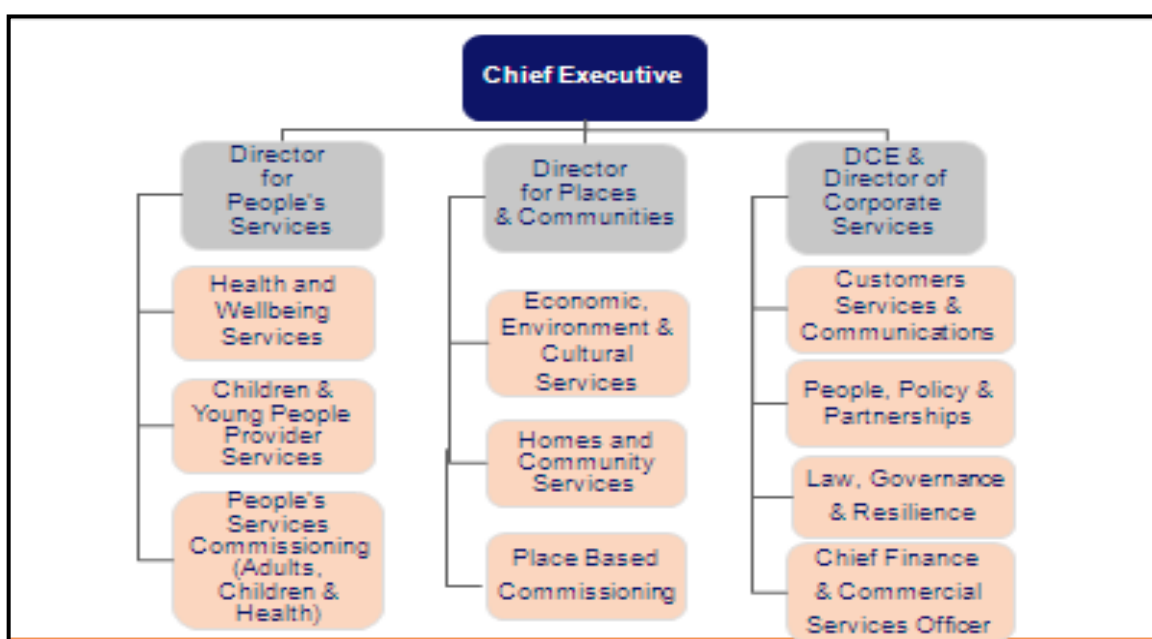 Chief Executive
Director
for
People's
Services
Director
for Places
& Communities
DCE &
Director of
Corporate
Services
Health and
Wellbeing
Services
Children &
Young People
Provider
Services
People's
Services
Commissioning
(Adults,
Children &
Health)
Economic,
Environment &
Cultural
Services
Homes and
Community
Services
Place Based
Commissioning
Customers
Services &
Communications
People, Policy &
Partnerships
Law, Governance
& Resilience
Chief Finance
& Commercial
Services Officer